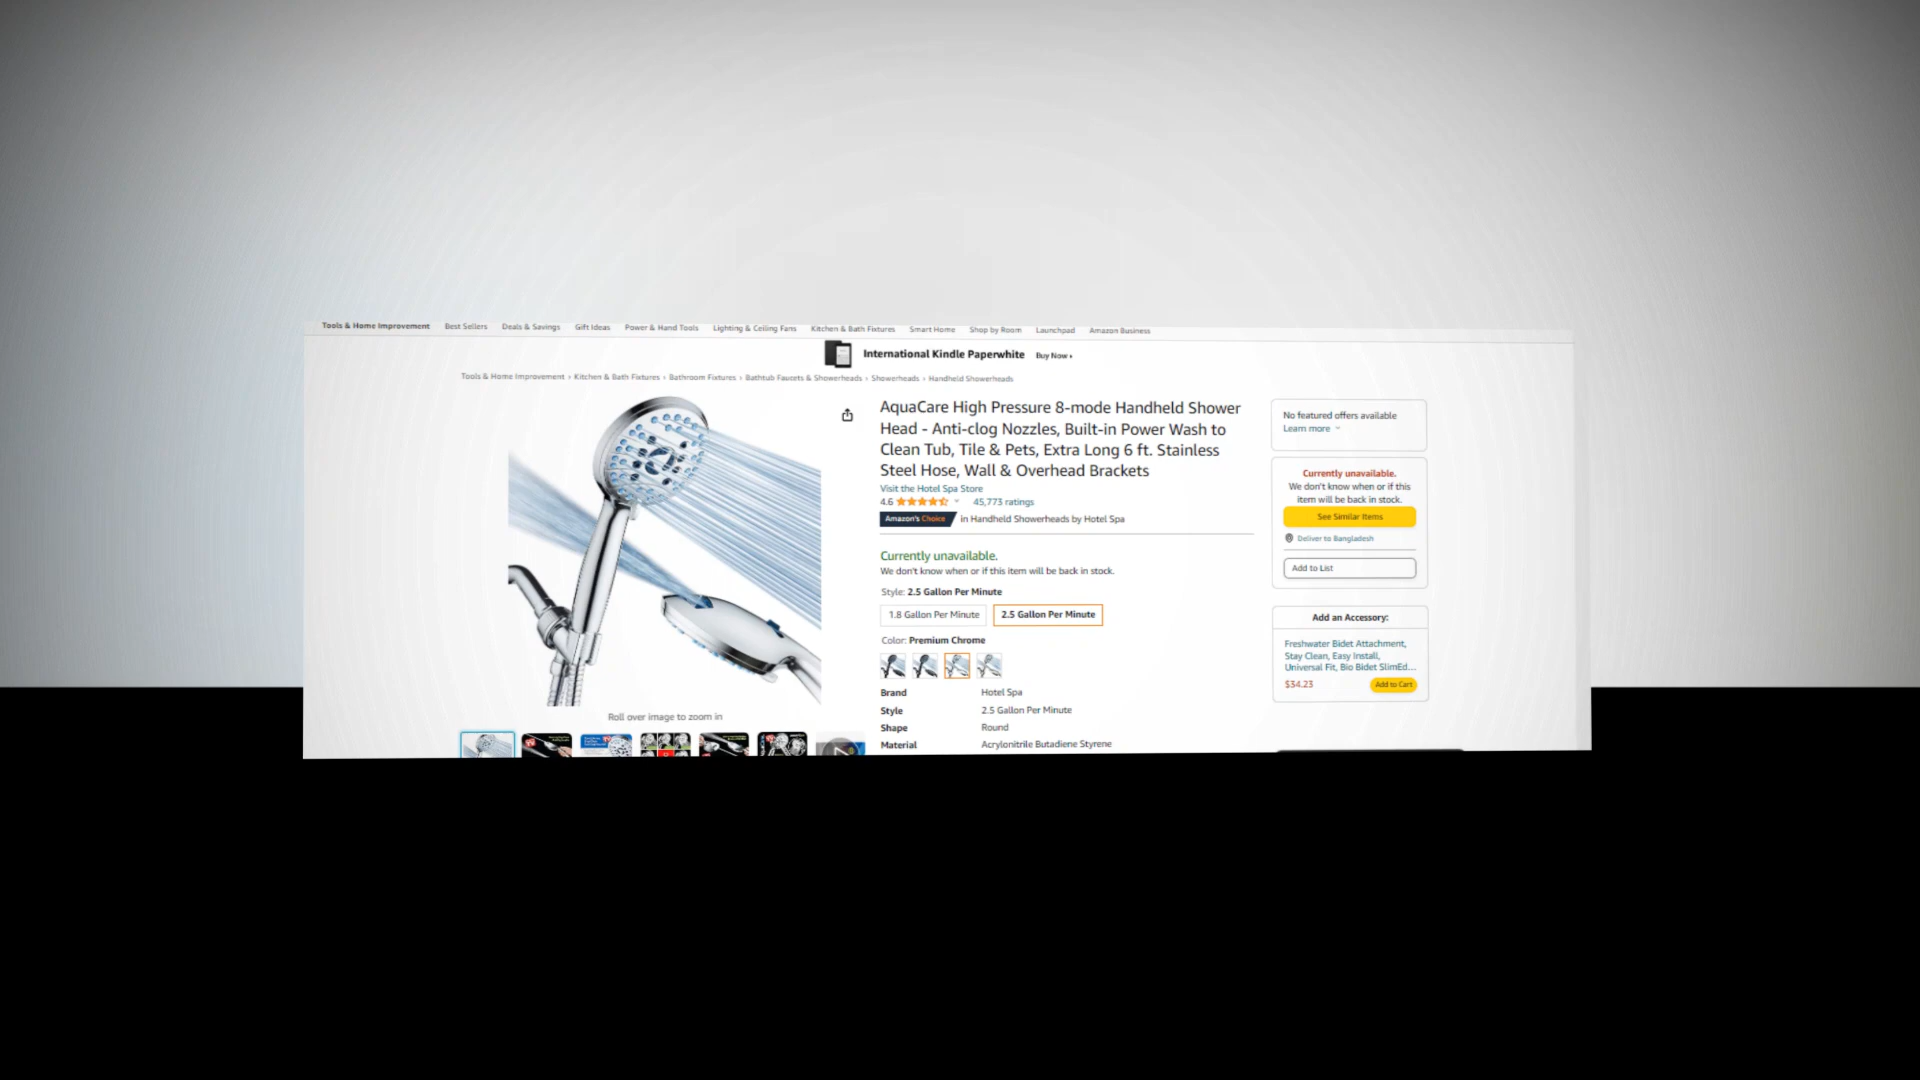 Tools & Home Improvement Best Sellers Deals & Savings Gift Ideas Power & Hand Tools Lighting & Ceiling Fans Kitchen & Bath Fixtures Smart Home Shop by Room Launchpad Amazon Business
International Kindle Paperwhite Buy Now ›
Tools & Home Improvement › Kitchen & Bath Fixtures › Bathroom Fixtures › Bathtub Faucets & Showerheads › Showerheads › Handheld Showerheads
AquaCare High Pressure 8-mode Handheld Shower
Head - Anti-clog Nozzles, Built-in Power Wash to
Clean Tub, Tile & Pets, Extra Long 6 ft. Stainless
Steel Hose, Wall & Overhead Brackets
Visit the Hotel Spa Store
4.6 45,773 ratings
Amazon's Choice in Handheld Showerheads by Hotel Spa
Currently unavailable.
We don't know when or if this item will be back in stock.
Style: 2.5 Gallon Per Minute
1.8 Gallon Per Minute 2.5 Gallon Per Minute
Color: Premium Chrome
Brand Hotel Spa
Style 2.5 Gallon Per Minute
Shape Round
Material Acrylonitrile Butadiene Styrene
Roll over image to zoom in
No featured offers available
Learn more
Currently unavailable.
We don't know when or if this
item will be back in stock.
See Similar Items
Deliver to Bangladesh
Add to List
Add an Accessory:
Freshwater Bidet Attachment,
Stay Clean, Easy Install,
Universal Fit, Bio Bidet SlimEd...
$34.23 Add to Cart